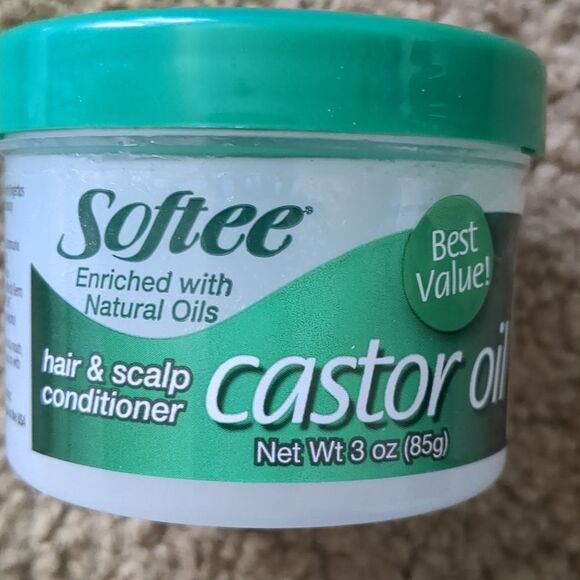 Softee®
Enriched with
Natural Oils
Best
Value!
hair & scalp
conditioner
castor oil
Net Wt 3 oz (85g)